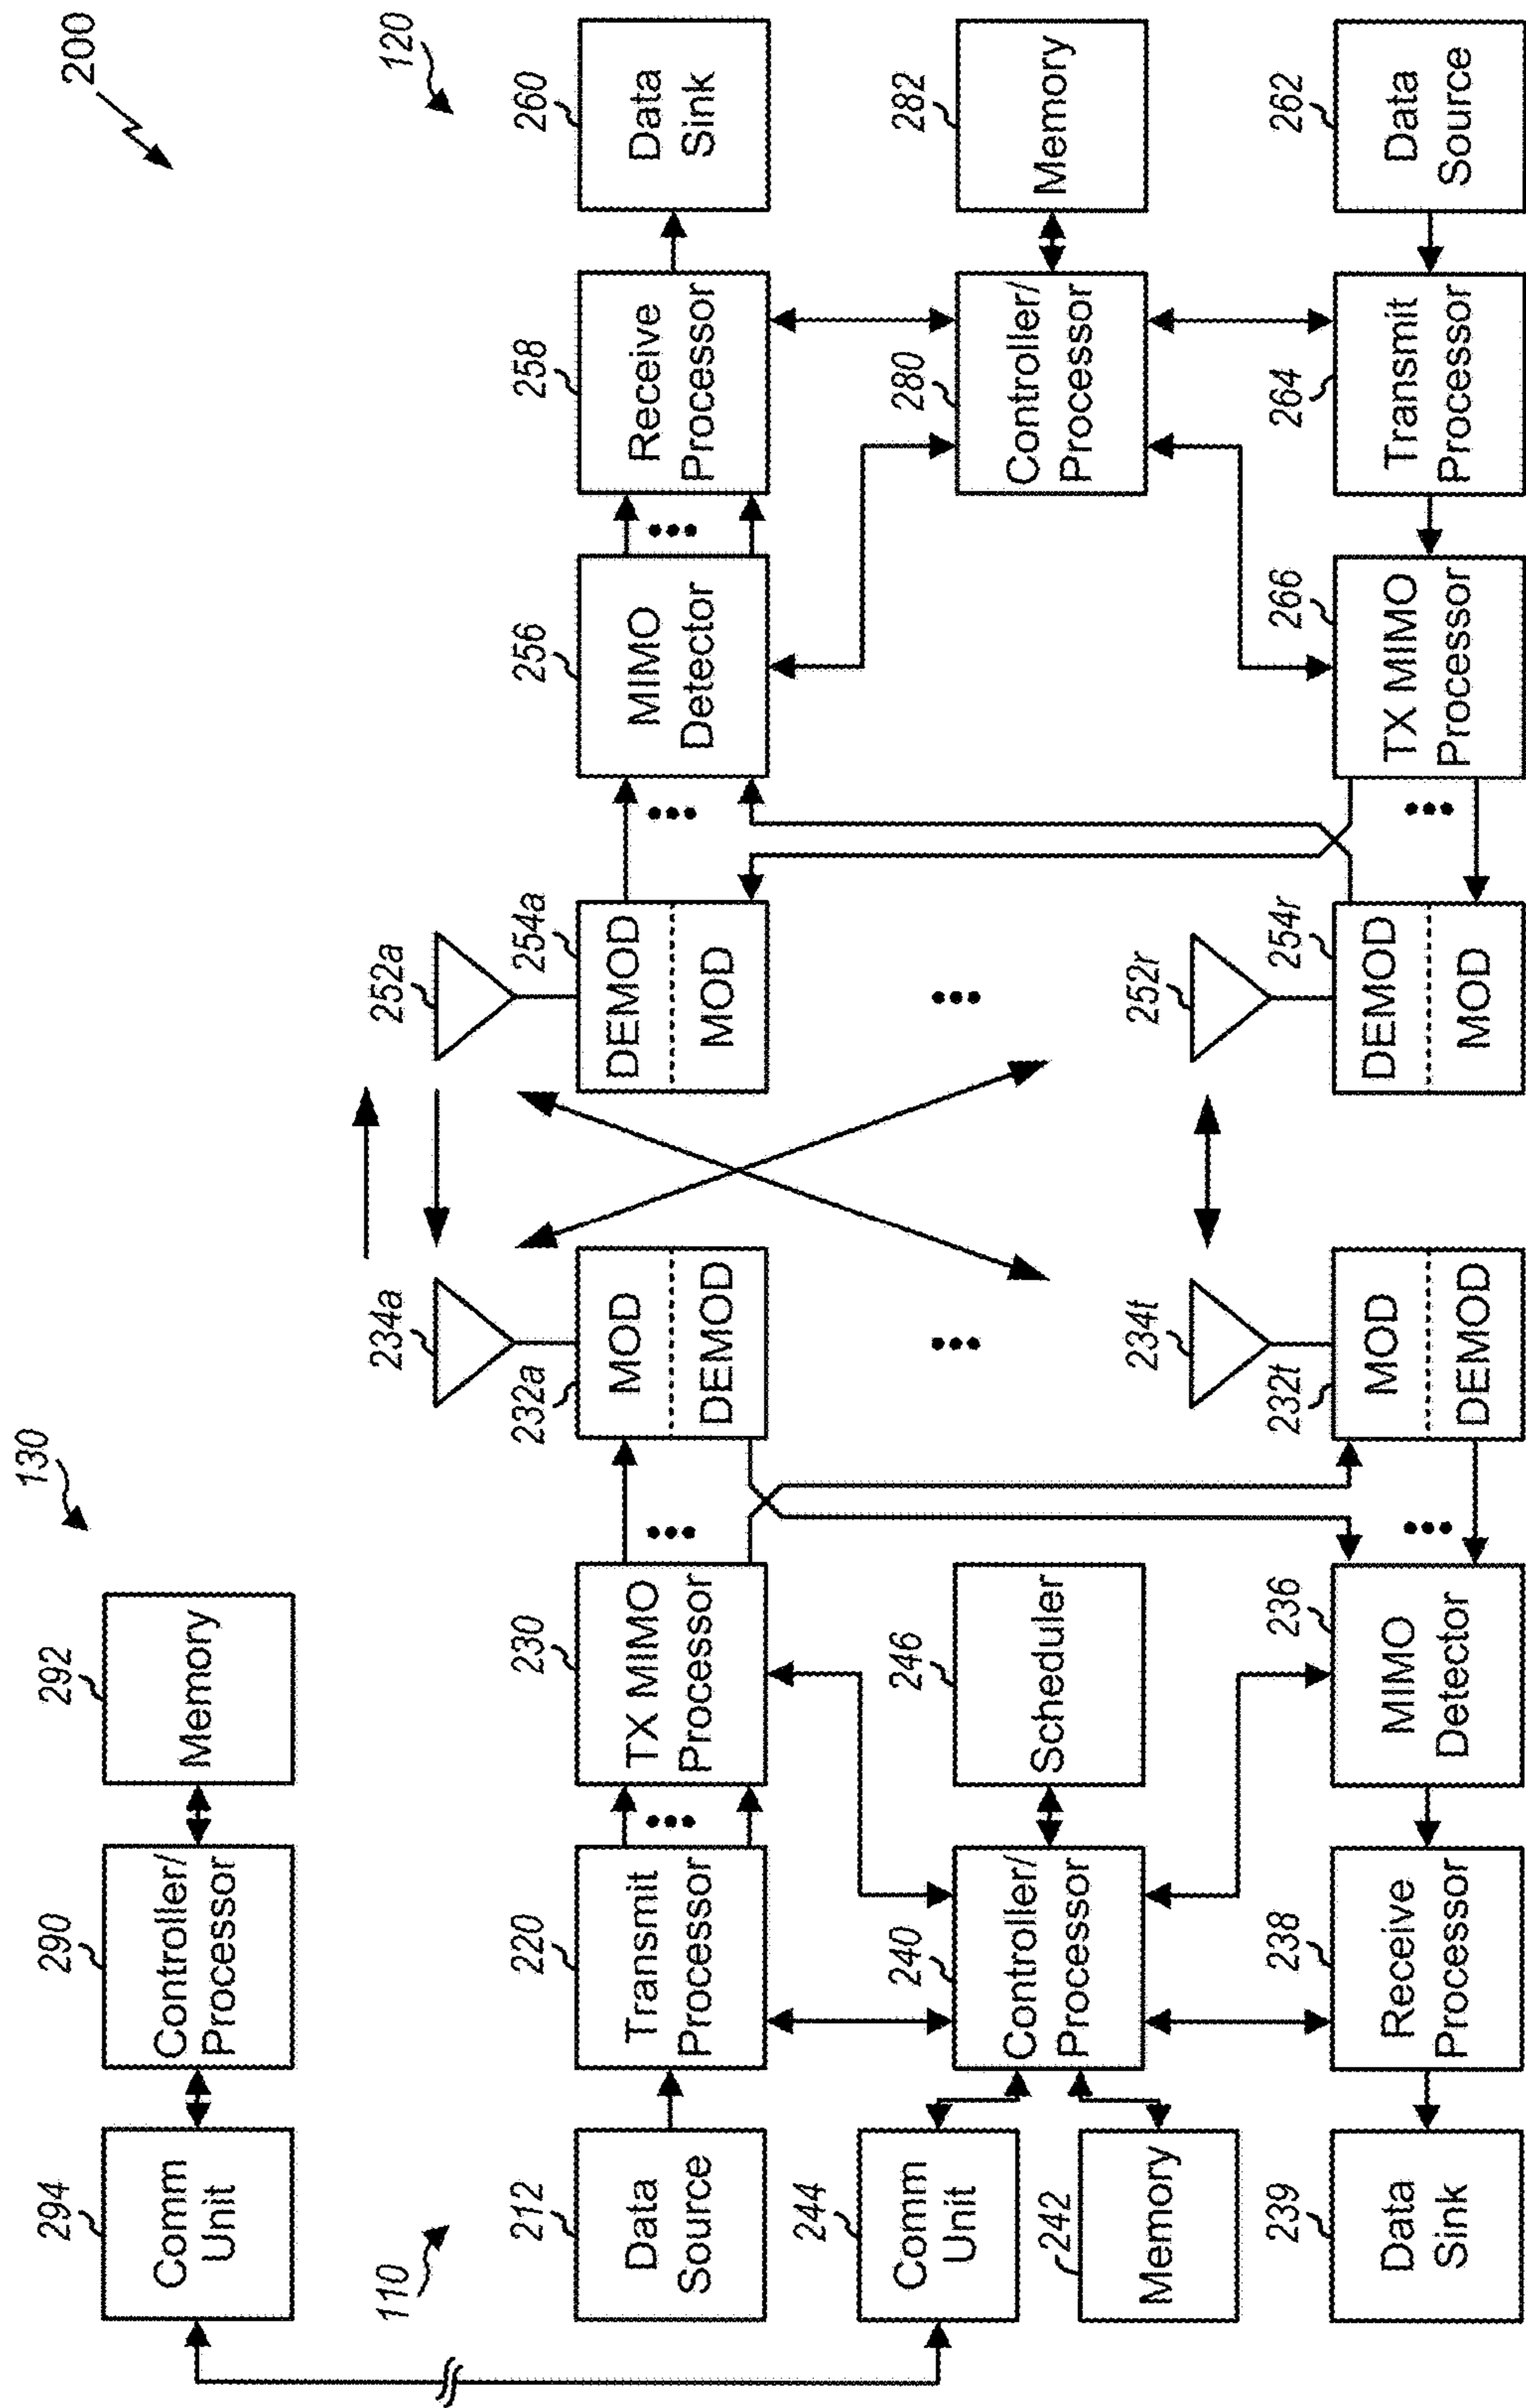 200
130
294
Comm
Unit
290
Controller/
Processor
292
Memory
110
120
212
Data
Source
220
Transmit
Processor
230
TX MIMO
Processor
232a
MOD
DEMOD
234a
252a
254a
DEMOD
MOD
256
MIMO
Detector
258
Receive
Processor
260
Data
Sink
244
Comm
Unit
242
Memory
240
Controller/
Processor
246
Scheduler
280
Controller/
Processor
282
Memory
239
Data
Sink
238
Receive
Processor
236
MIMO
Detector
232t
MOD
DEMOD
234t
252r
254r
DEMOD
MOD
266
TX MIMO
Processor
264
Transmit
Processor
262
Data
Source